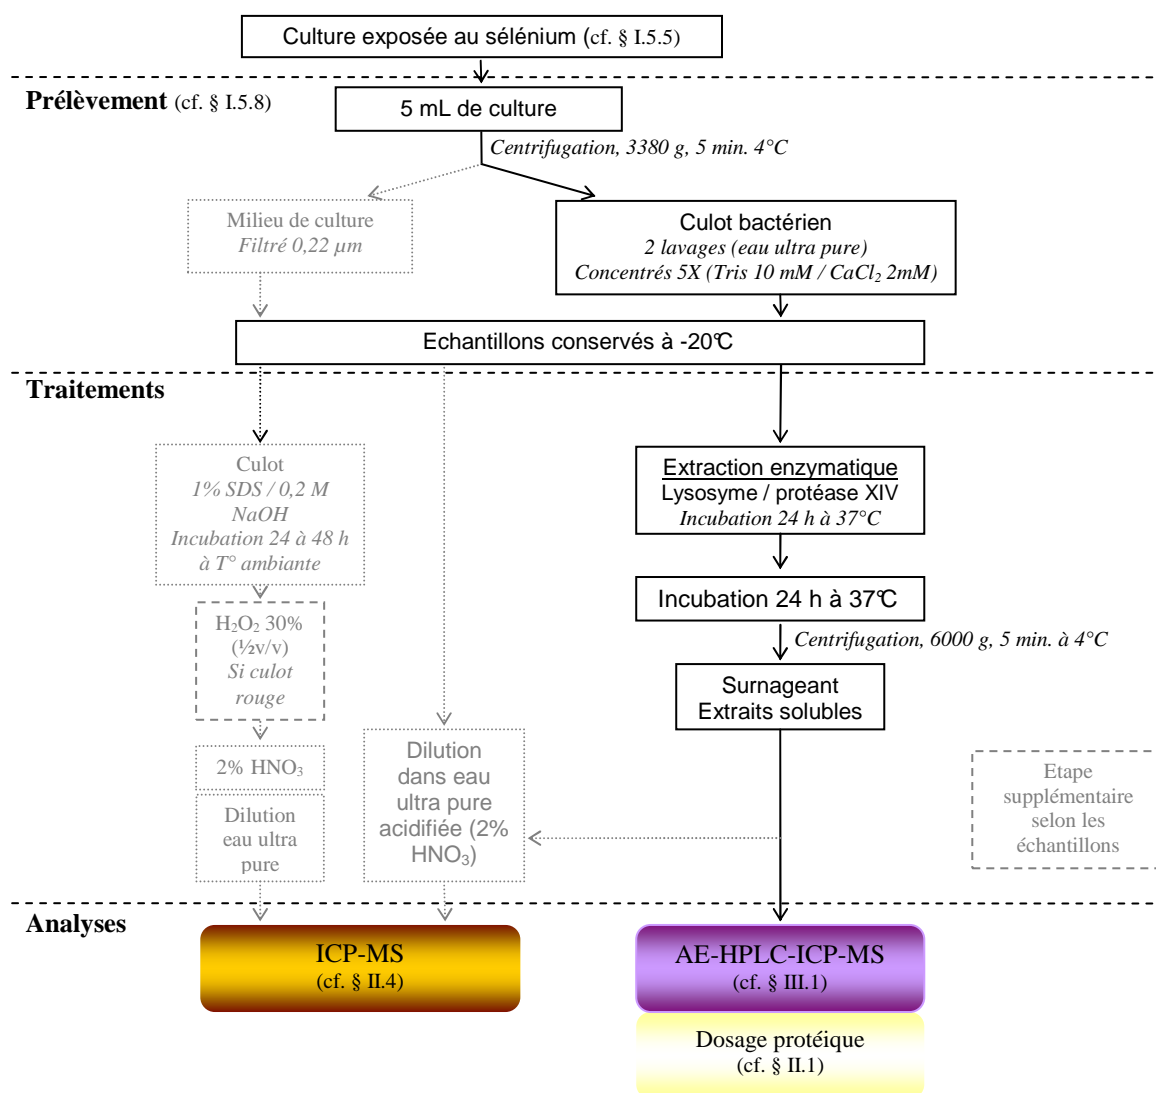 Culture exposée au sélénium (cf. § I.5.5)
Prélèvement (cf. § I.5.8)
5 mL de culture
Centrifugation, 3380 g, 5 min. 4°C
Milieu de culture
Filtré 0,22 µm
Culot bactérien
2 lavages (eau ultra pure)
Concentrés 5X (Tris 10 mM / CaCl₂ 2mM)
Echantillons conservés à -20°C
Traitements
Culot
1% SDS / 0,2 M
NaOH
Incubation 24 à 48 h
à T° ambiante
Extraction enzymatique
Lysosyme / protéase XIV
Incubation 24 h à 37°C
Incubation 24 h à 37°C
H₂O₂ 30%
(½v/v)
Si culot
rouge
Centrifugation, 6000 g, 5 min. à 4°C
Surnageant
Extraits solubles
2% HNO₃
Dilution
eau ultra
pure
Dilution
dans eau
ultra pure
acidifiée (2%
HNO₃)
Etape
supplémentaire
selon les
échantillons
Analyses
ICP-MS
(cf. § II.4)
AE-HPLC-ICP-MS
(cf. § III.1)
Dosage protéique
(cf. § II.1)